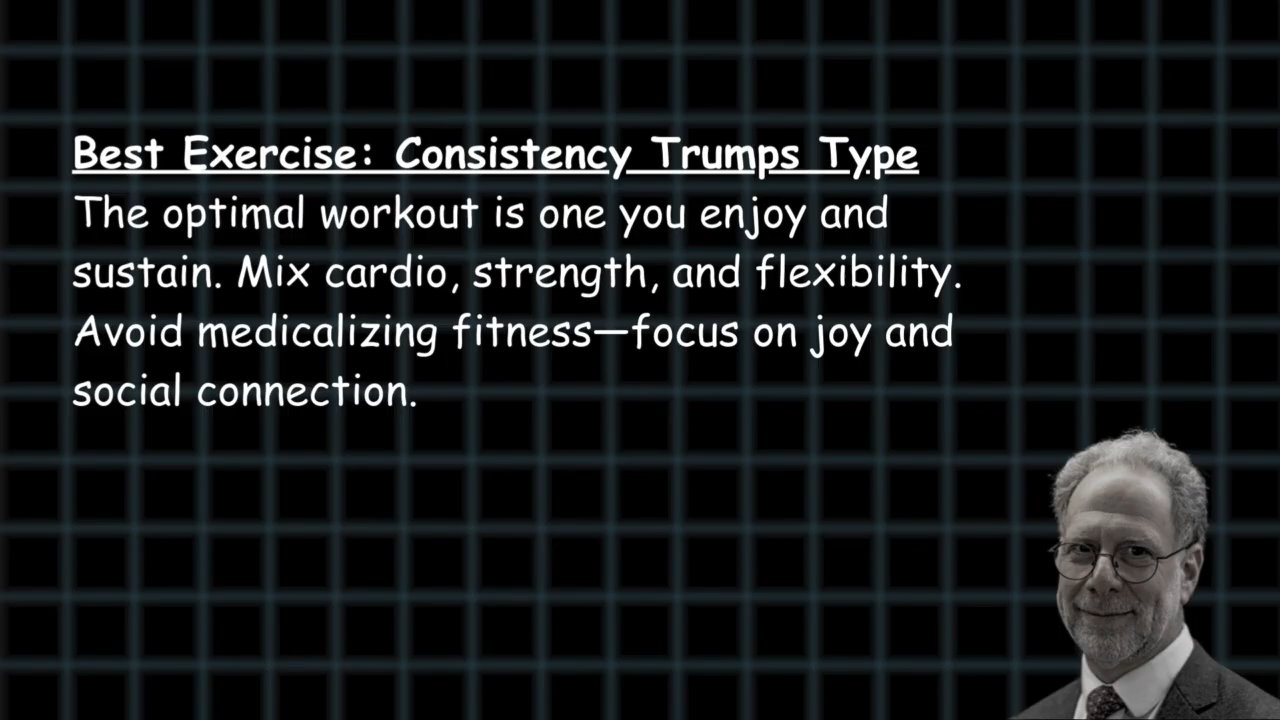 Best Exercise: Consistency Trumps Type
The optimal workout is one you enjoy and
sustain. Mix cardio, strength, and flexibility.
Avoid medicalizing fitness—focus on joy and
social connection.